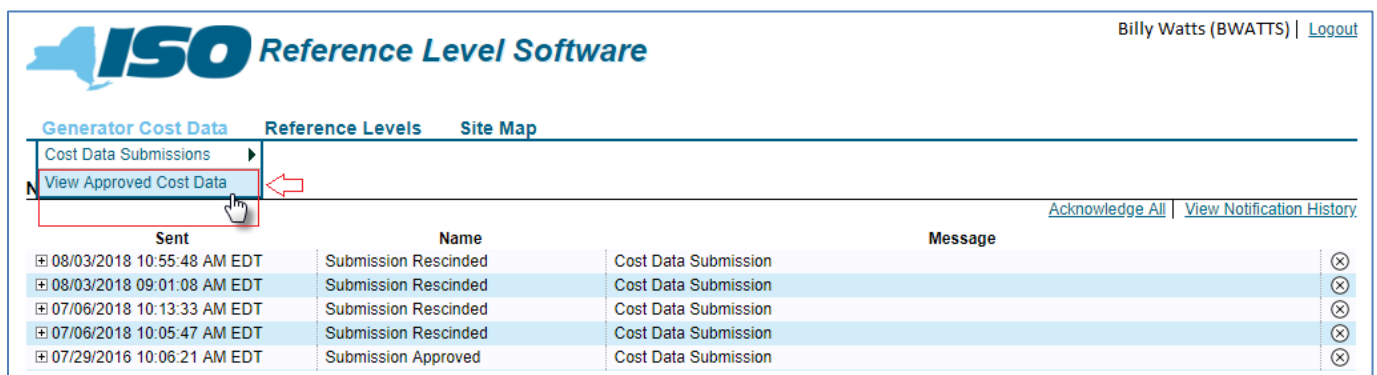 Billy Watts (BWATTS) | Logout
ISO Reference Level Software
Generator Cost Data Reference Levels Site Map
Cost Data Submissions
View Approved Cost Data
N
Acknowledge All | View Notification History
Sent Name Message
08/03/2018 10:55:48 AM EDT Submission Rescinded Cost Data Submission
08/03/2018 09:01:08 AM EDT Submission Rescinded Cost Data Submission
07/06/2018 10:13:33 AM EDT Submission Rescinded Cost Data Submission
07/06/2018 10:05:47 AM EDT Submission Rescinded Cost Data Submission
07/29/2016 10:06:21 AM EDT Submission Approved Cost Data Submission